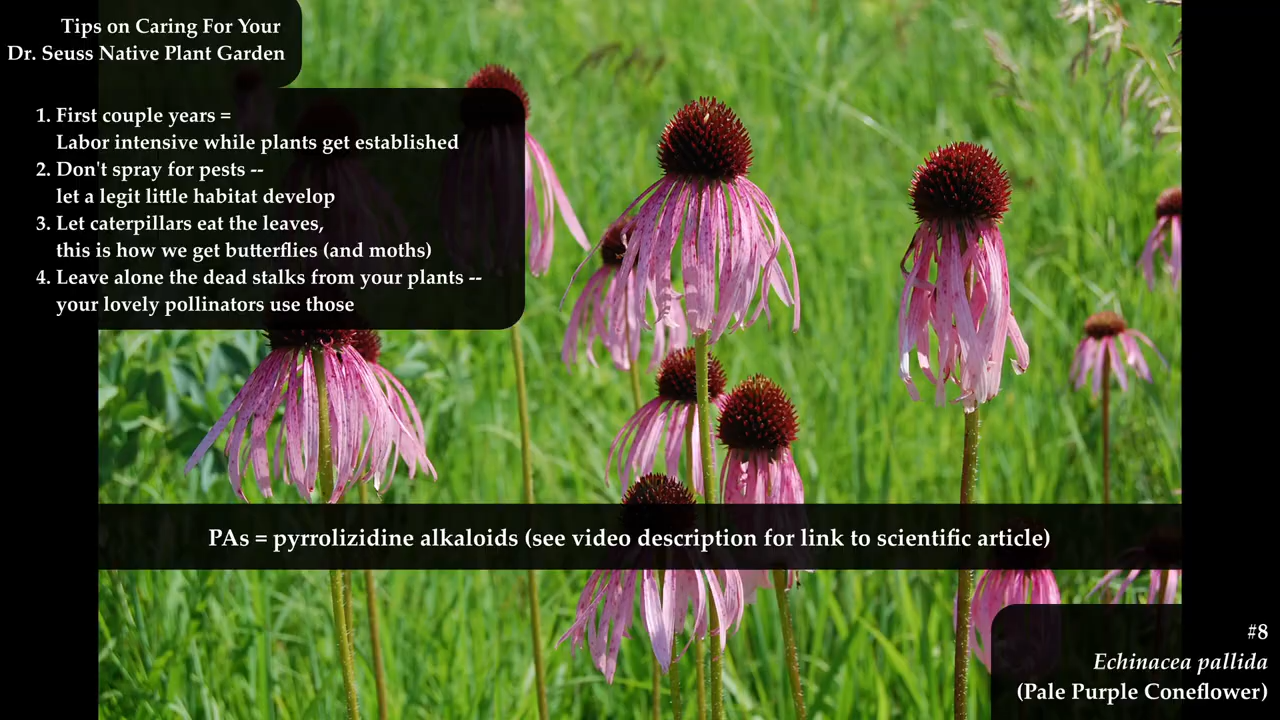 Tips on Caring For Your
Dr. Seuss Native Plant Garden
1. First couple years =
Labor intensive while plants get established
2. Don't spray for pests --
let a legit little habitat develop
3. Let caterpillars eat the leaves,
this is how we get butterflies (and moths)
4. Leave alone the dead stalks from your plants --
your lovely pollinators use those
PAs = pyrrolizidine alkaloids (see video description for link to scientific article)
#8
Echinacea pallida
(Pale Purple Coneflower)